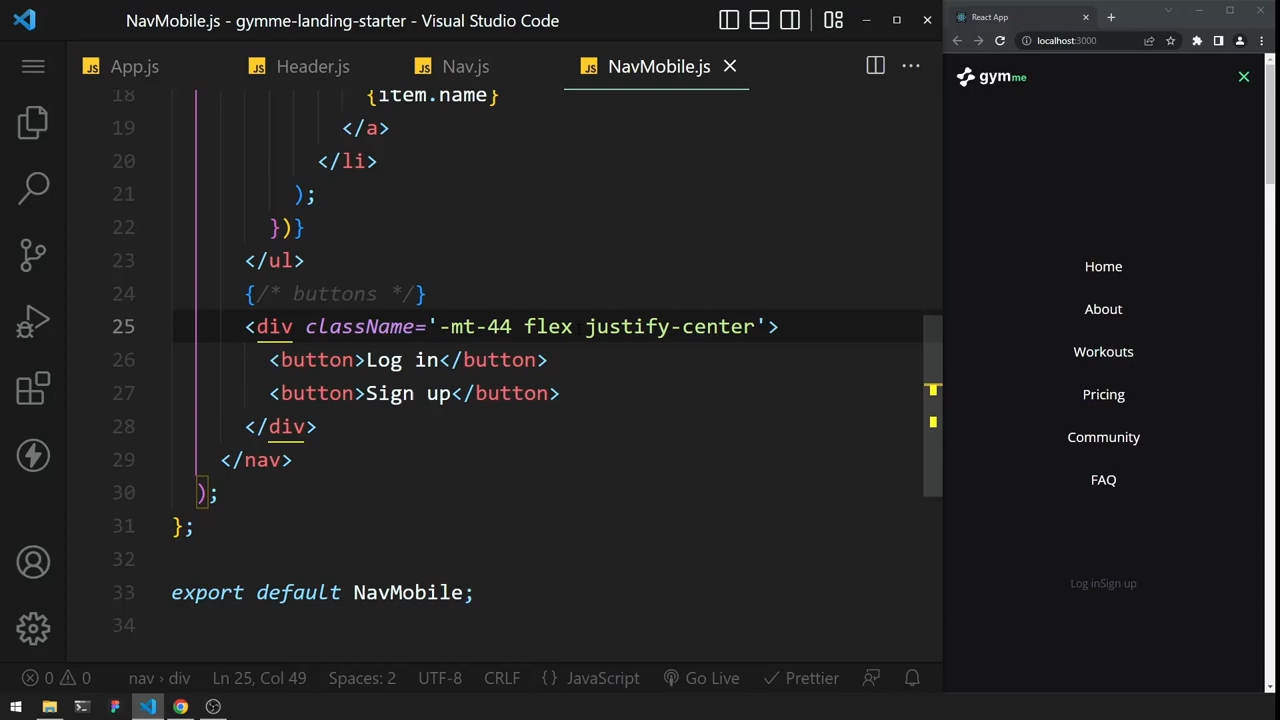 NavMobile.js - gymme-landing-starter - Visual Studio Code
JS App.js
JS Header.js
JS Nav.js
JS NavMobile.js
18 {item.name}
19 </a>
20 </li>
21 );
22 })}
23 </ul>
24 {/* buttons */}
25 <div className='-mt-44 flex justify-center'>
26 <button>Log in</button>
27 <button>Sign up</button>
28 </div>
29 </nav>
30 );
31 };
32
33 export default NavMobile;
34
0 0 nav › div Ln 25, Col 49 Spaces: 2 UTF-8 CRLF {} JavaScript Go Live Prettier
React App
localhost:3000
gymme
Home
About
Workouts
Pricing
Community
FAQ
Log inSign up